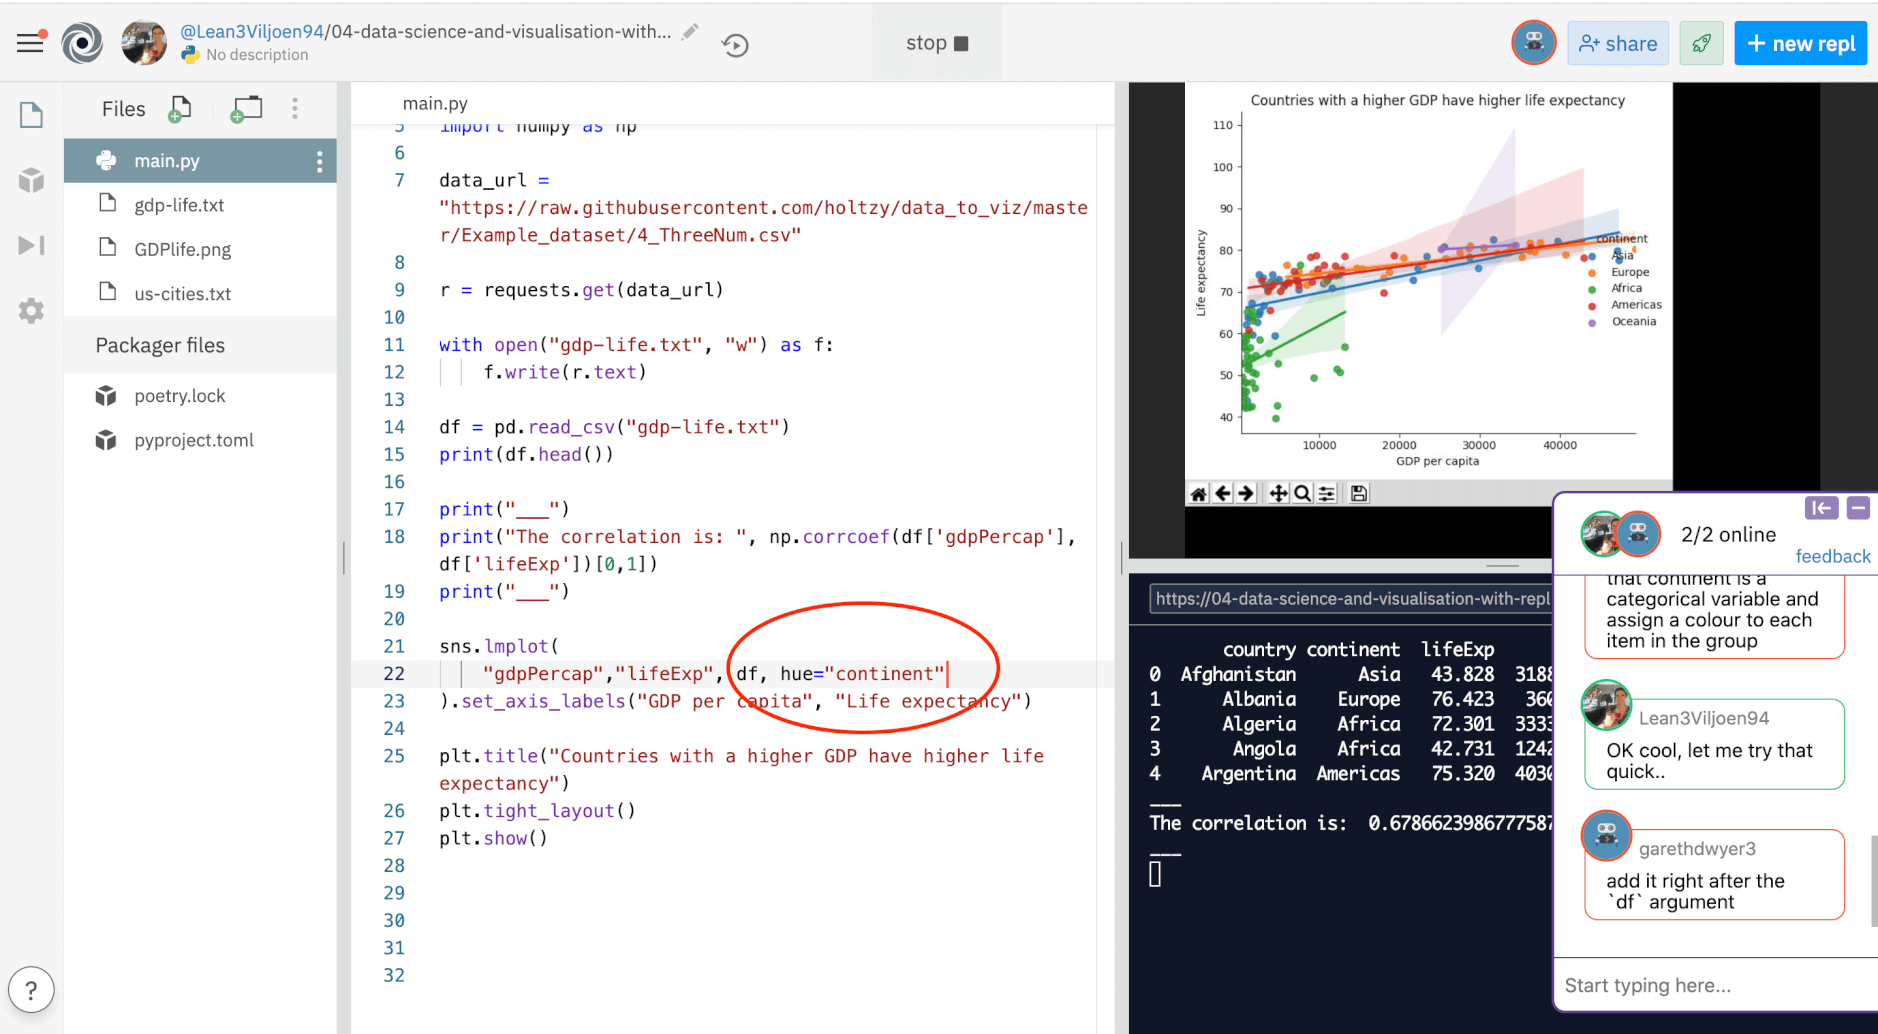 @Lean3Viljoen94/04-data-science-and-visualisation-with...
No description
stop
share
+ new repl
Files
main.py
gdp-life.txt
GDPlife.png
us-cities.txt
Packager files
poetry.lock
pyproject.toml
?
main.py
5 import numpy as np
6
7 data_url =
"https://raw.githubusercontent.com/holtzy/data_to_viz/maste
r/Example_dataset/4_ThreeNum.csv"
8
9 r = requests.get(data_url)
10
11 with open("gdp-life.txt", "w") as f:
12 f.write(r.text)
13
14 df = pd.read_csv("gdp-life.txt")
15 print(df.head())
16
17 print("___")
18 print("The correlation is: ", np.corrcoef(df['gdpPercap'],
df['lifeExp'])[0,1])
19 print("___")
20
21 sns.lmplot(
22 "gdpPercap","lifeExp", df, hue="continent"
23 ).set_axis_labels("GDP per capita", "Life expectancy")
24
25 plt.title("Countries with a higher GDP have higher life
expectancy")
26 plt.tight_layout()
27 plt.show()
28
29
30
31
32
Countries with a higher GDP have higher life expectancy
110
100
90
80
70
60
50
40
Life expectancy
10000 20000 30000 40000
GDP per capita
continent
Asia
Europe
Africa
Americas
Oceania
https://04-data-science-and-visualisation-with-repl
country continent lifeExp
0 Afghanistan Asia 43.828 3188
1 Albania Europe 76.423 360
2 Algeria Africa 72.301 3333
3 Angola Africa 42.731 1242
4 Argentina Americas 75.320 4030
___
The correlation is: 0.6786623986777587
___
2/2 online
feedback
that continent is a
categorical variable and
assign a colour to each
item in the group
Lean3Viljoen94
OK cool, let me try that
quick..
garethdwyer3
add it right after the
`df` argument
Start typing here...